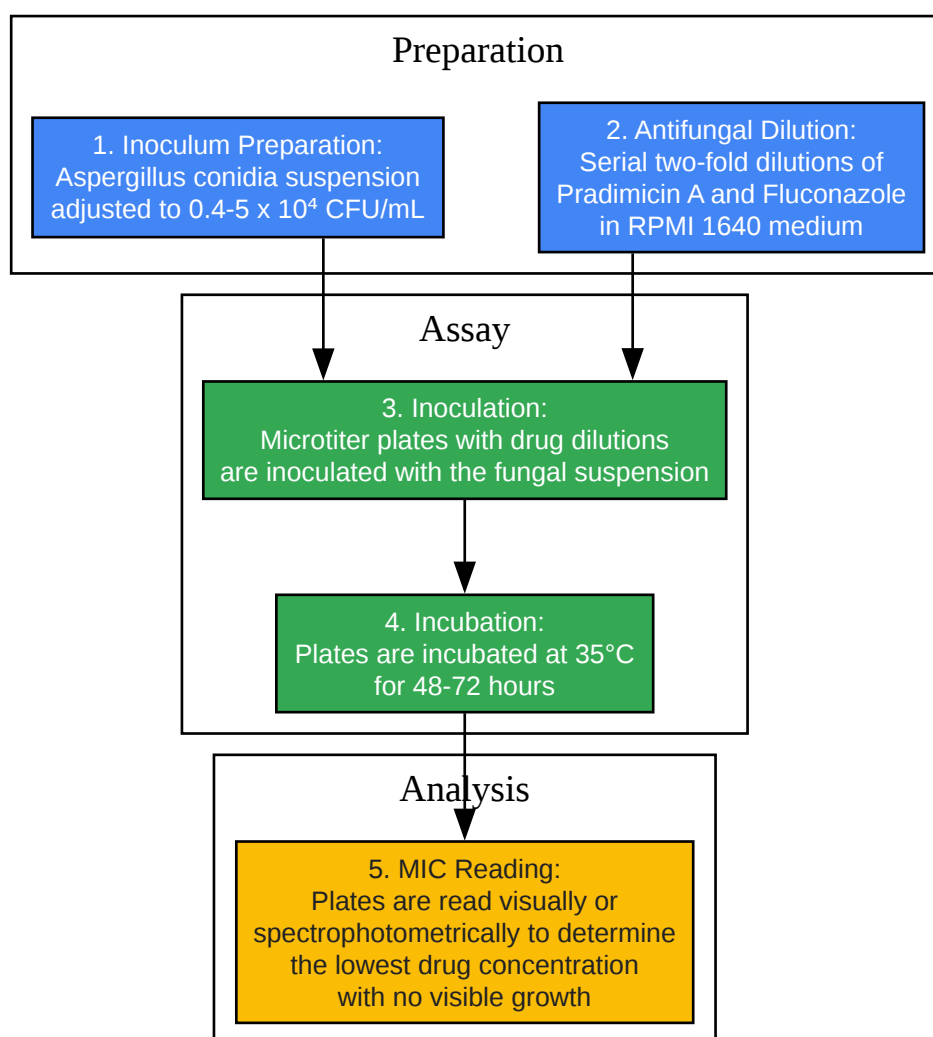 Preparation
1. Inoculum Preparation:
Aspergillus conidia suspension
adjusted to 0.4-5 x 10⁴ CFU/mL
2. Antifungal Dilution:
Serial two-fold dilutions of
Pradimicin A and Fluconazole
in RPMI 1640 medium
Assay
3. Inoculation:
Microtiter plates with drug dilutions
are inoculated with the fungal suspension
4. Incubation:
Plates are incubated at 35°C
for 48-72 hours
Analysis
5. MIC Reading:
Plates are read visually or
spectrophotometrically to determine
the lowest drug concentration
with no visible growth